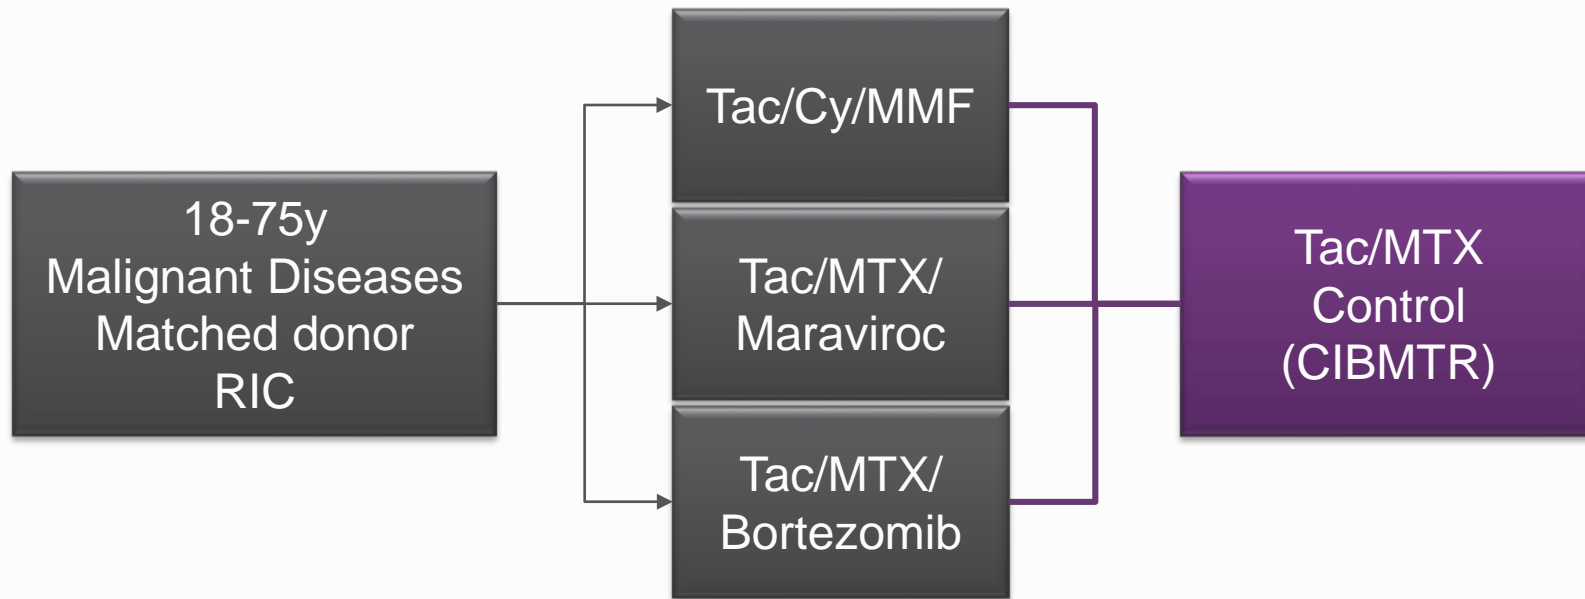 18-75y
Malignant Diseases
Matched donor
RIC
Tac/Cy/MMF
Tac/MTX/
Maraviroc
Tac/MTX/
Bortezomib
Tac/MTX
Control
(CIBMTR)